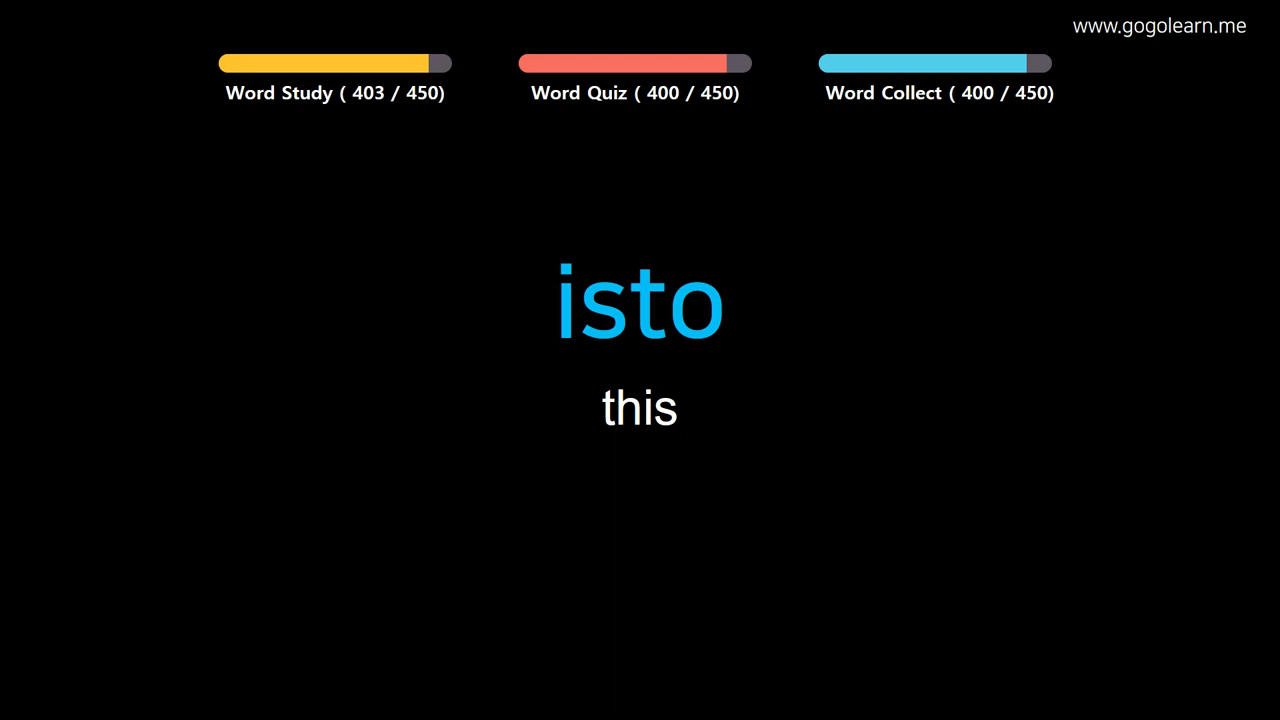 www.gogolearn.me
Word Study ( 403 / 450)
Word Quiz ( 400 / 450)
Word Collect ( 400 / 450)
isto
this